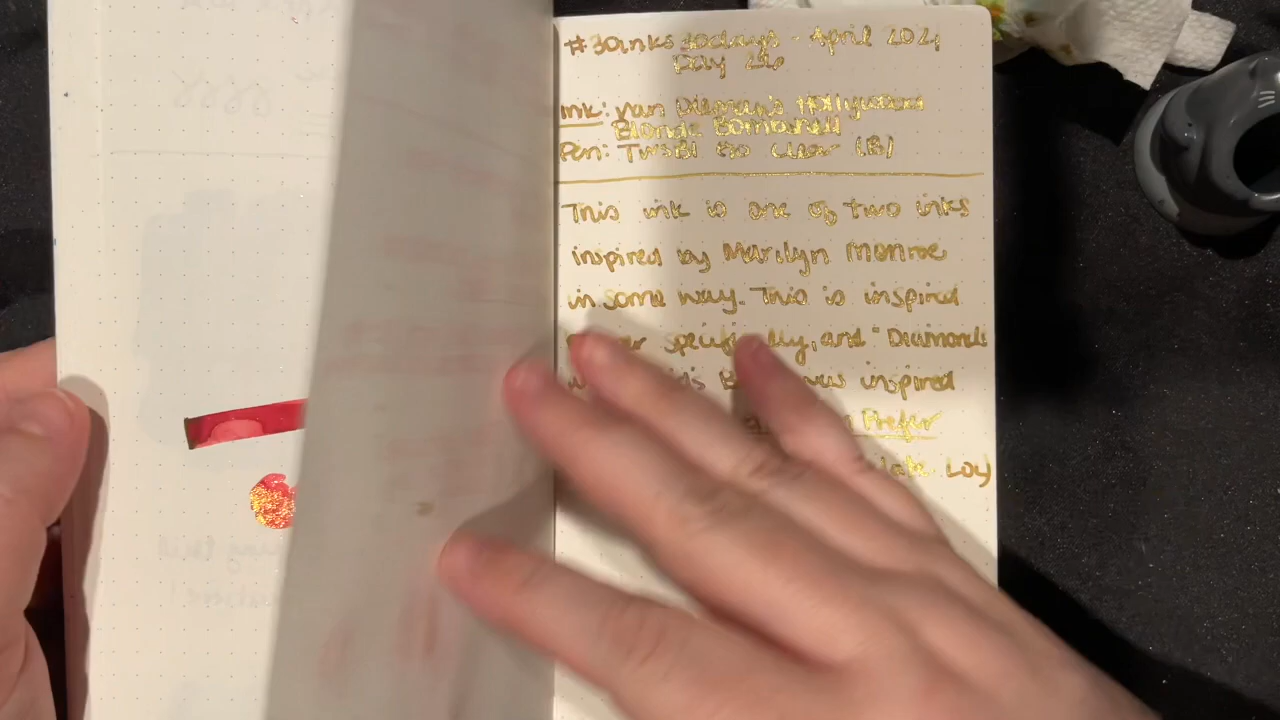 #30inks30days - April 2021
Day 26
Ink: Van Dieman's Hollywood
Blonde Bombshell
Pen: TWSBI Eco Clear (B)
This ink is one of two inks
inspired by Marilyn Monroe
in some way. This is inspired
specifically, and "Diamonds
was inspired
Prefer
Loy)